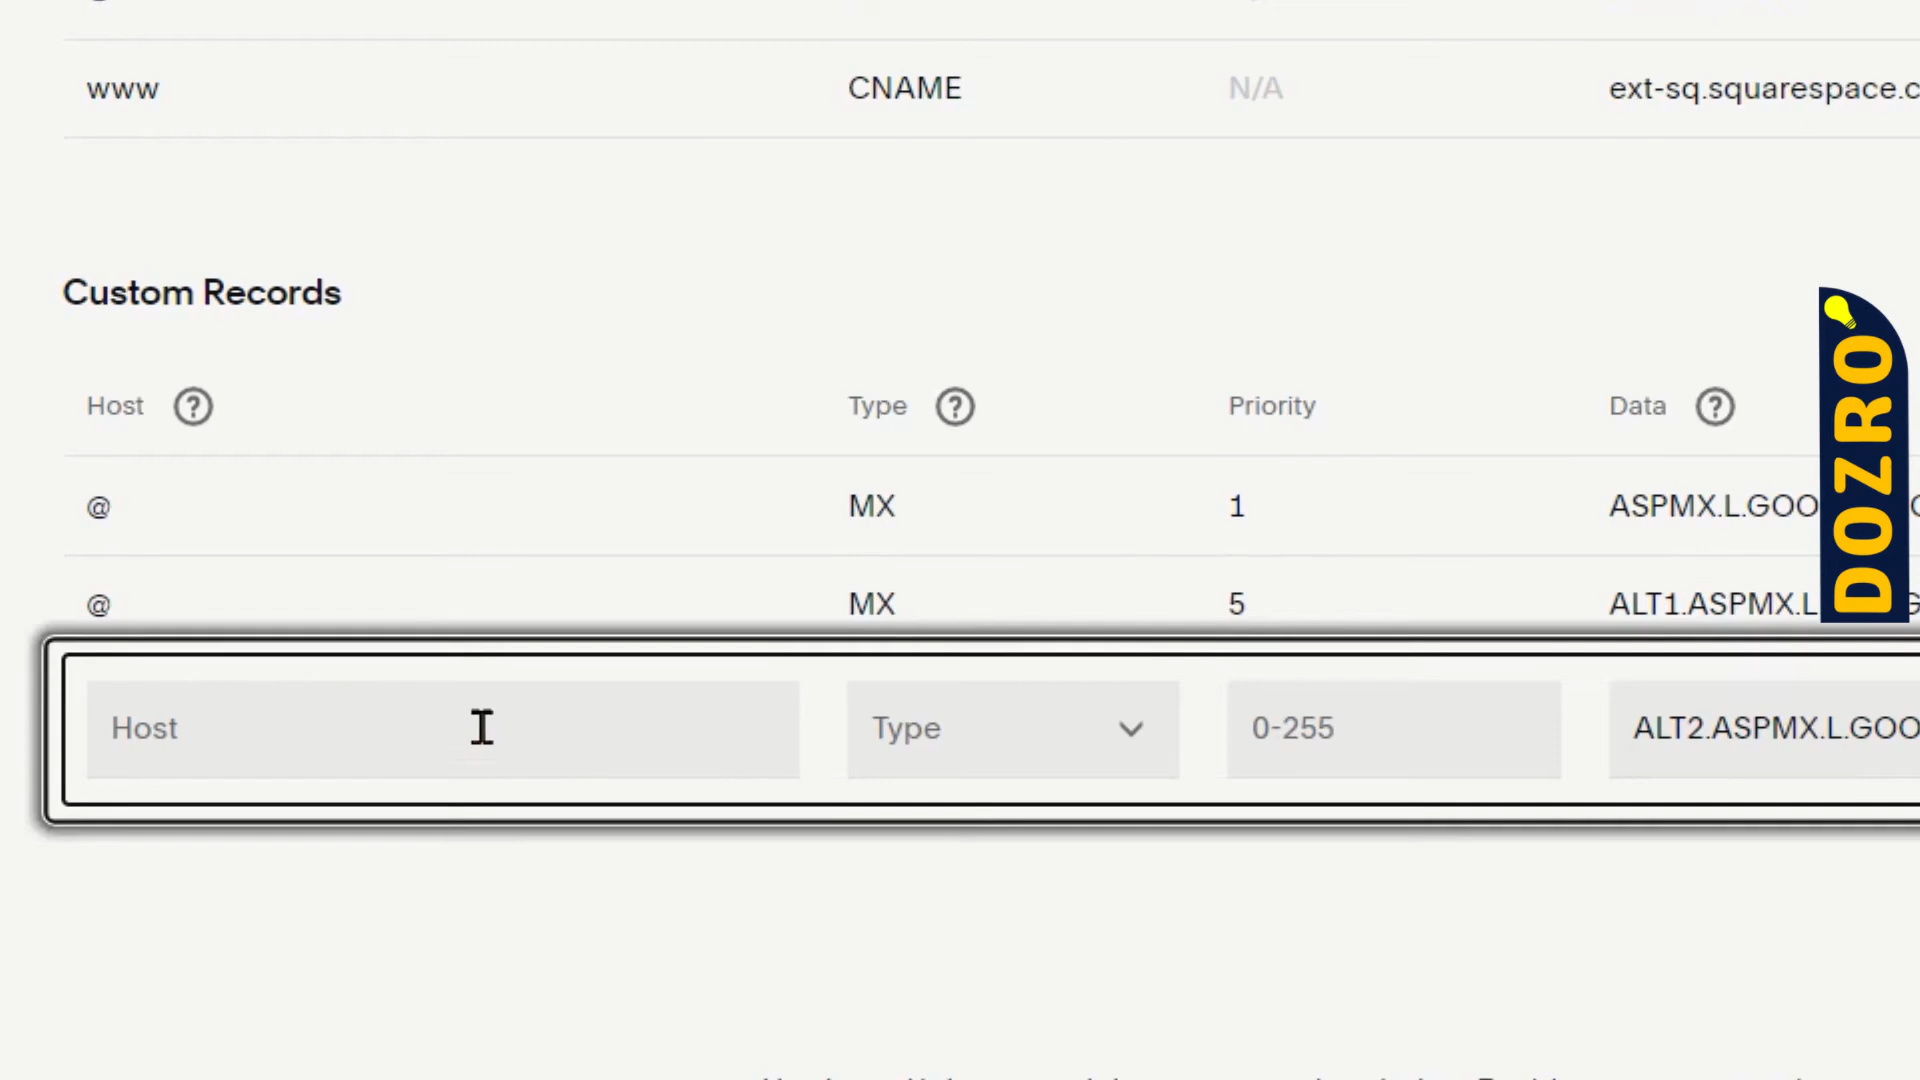 www CNAME N/A ext-sq.squarespace.c
Custom Records
Host ? Type ? Priority Data ?
@ MX 1 ASPMX.L.GOO
@ MX 5 ALT1.ASPMX.L
Host Type 0-255 ALT2.ASPMX.L.GOO
DOZRO